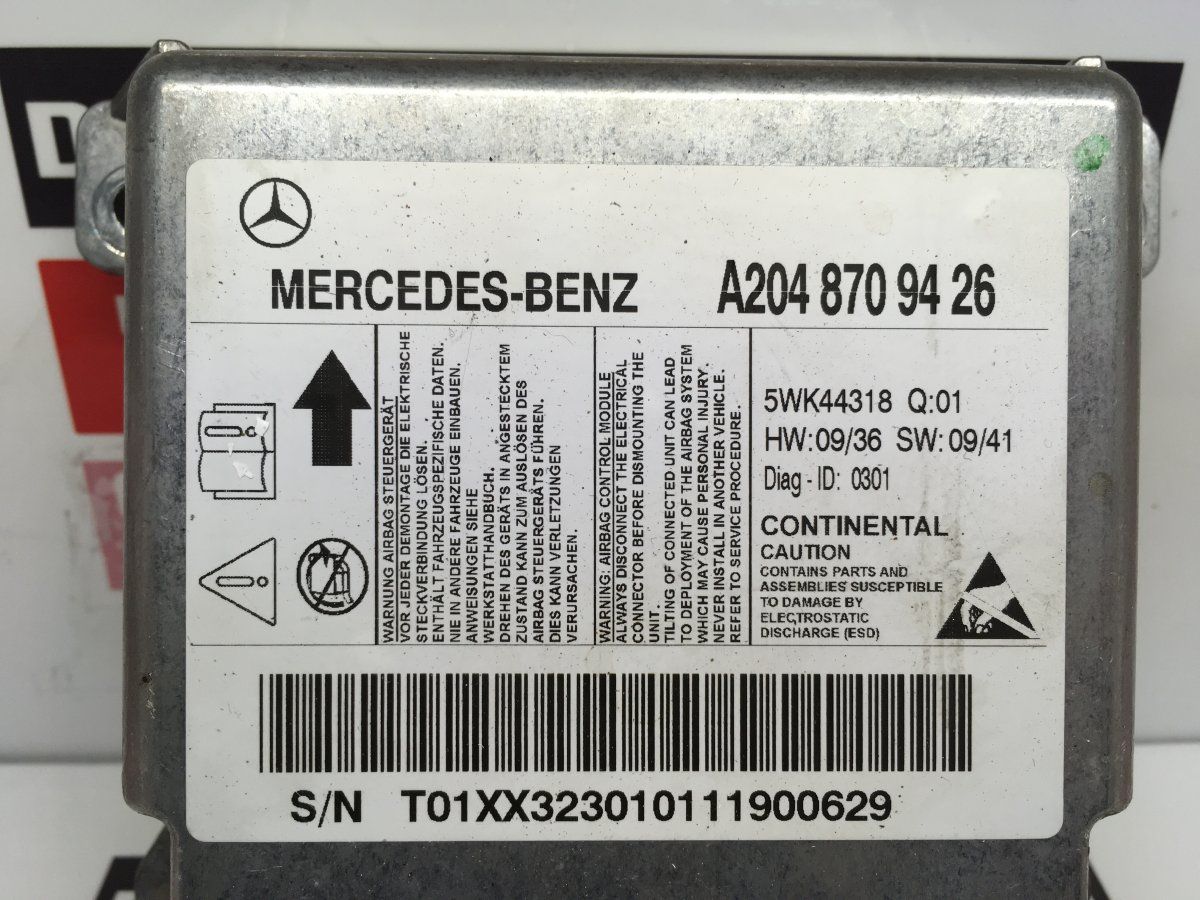 MERCEDES-BENZ A204 870 94 26
WARNUNG AIRBAG STEUERGERÄT
VOR JEDER DEMONTAGE DIE ELEKTRISCHE
STECKVERBINDUNG LÖSEN.
ENTHÄLT FAHRZEUGSPEZIFISCHE DATEN.
NIE IN ANDERE FAHRZEUGE EINBAUEN.
ANWEISUNGEN SIEHE
WERKSTATTHANDBUCH.
DREHEN DES GERÄTS IN ANGESTECKTEM
ZUSTAND KANN ZUM AUSLÖSEN DES
AIRBAG STEUERGERÄTS FÜHREN.
DIES KANN VERLETZUNGEN
VERURSACHEN.
WARNING: AIRBAG CONTROL MODULE
ALWAYS DISCONNECT THE ELECTRICAL
CONNECTOR BEFORE DISMOUNTING THE
UNIT.
TILTING OF CONNECTED UNIT CAN LEAD
TO DEPLOYMENT OF THE AIRBAG SYSTEM
WHICH MAY CAUSE PERSONAL INJURY.
NEVER INSTALL IN ANOTHER VEHICLE.
REFER TO SERVICE PROCEDURE.
5WK44318 Q:01
HW:09/36 SW:09/41
Diag - ID: 0301
CONTINENTAL
CAUTION
CONTAINS PARTS AND
ASSEMBLIES SUSCEPTIBLE
TO DAMAGE BY
ELECTROSTATIC
DISCHARGE (ESD)
S/N T01XX323010111900629